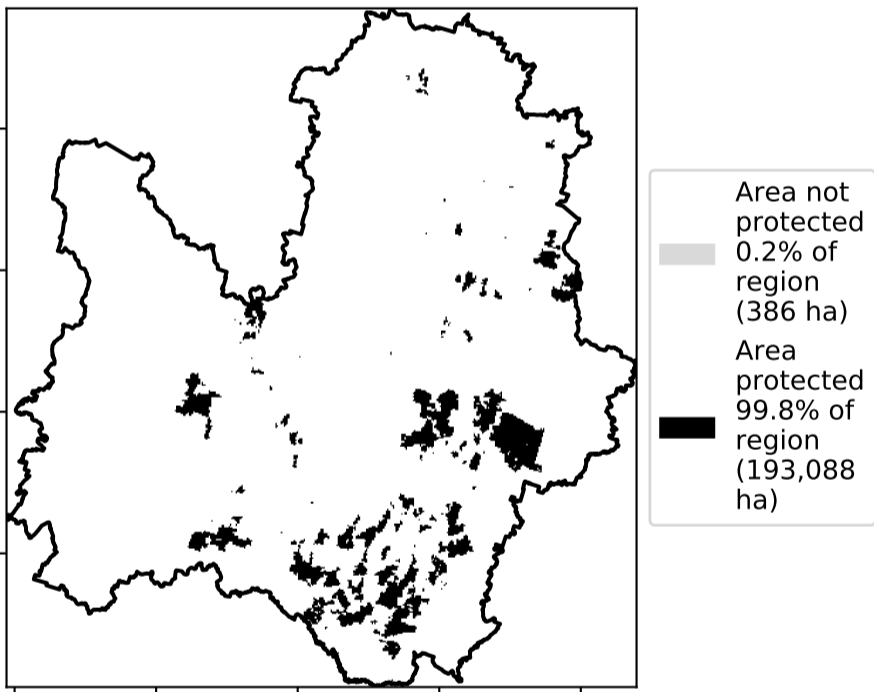 Area not
protected
0.2% of
region
(386 ha)
Area
protected
99.8% of
region
(193,088
ha)